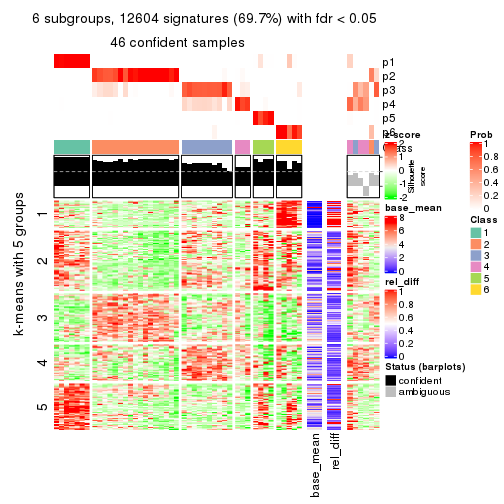 6 subgroups, 12604 signatures (69.7%) with fdr < 0.05
46 confident samples
p1
p2
p3
p4
p5
p6
Class
z_score
2
1
0
-1
-2
Silhouette
score
k-means with 5 groups
1
2
3
4
5
base_mean
8
6
4
2
0
rel_diff
1
0.8
0.6
0.4
0.2
0
Prob
1
0.8
0.6
0.4
0.2
0
Class
1
2
3
4
5
6
Status (barplots)
confident
ambiguous
base_mean
rel_diff